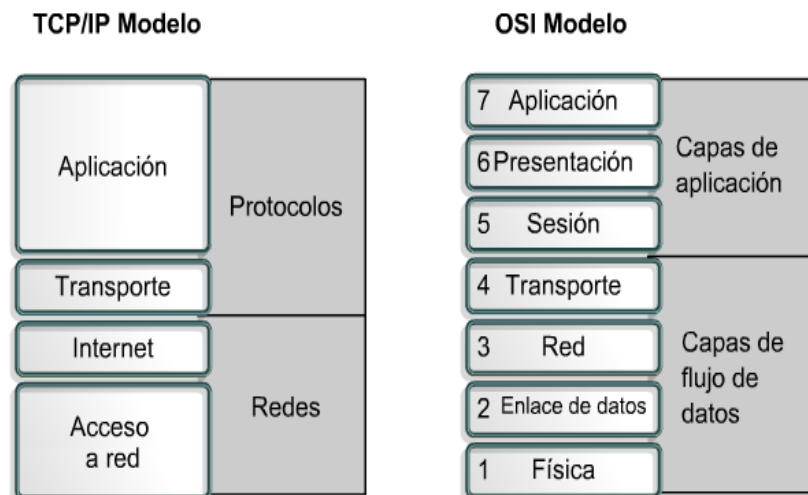 TCP/IP Modelo
Aplicación
Transporte
Internet
Acceso
a red
Protocolos
Redes
OSI Modelo
7 Aplicación
6 Presentación
5 Sesión
4 Transporte
3 Red
2 Enlace de datos
1 Física
Capas de
aplicación
Capas de
flujo de
datos